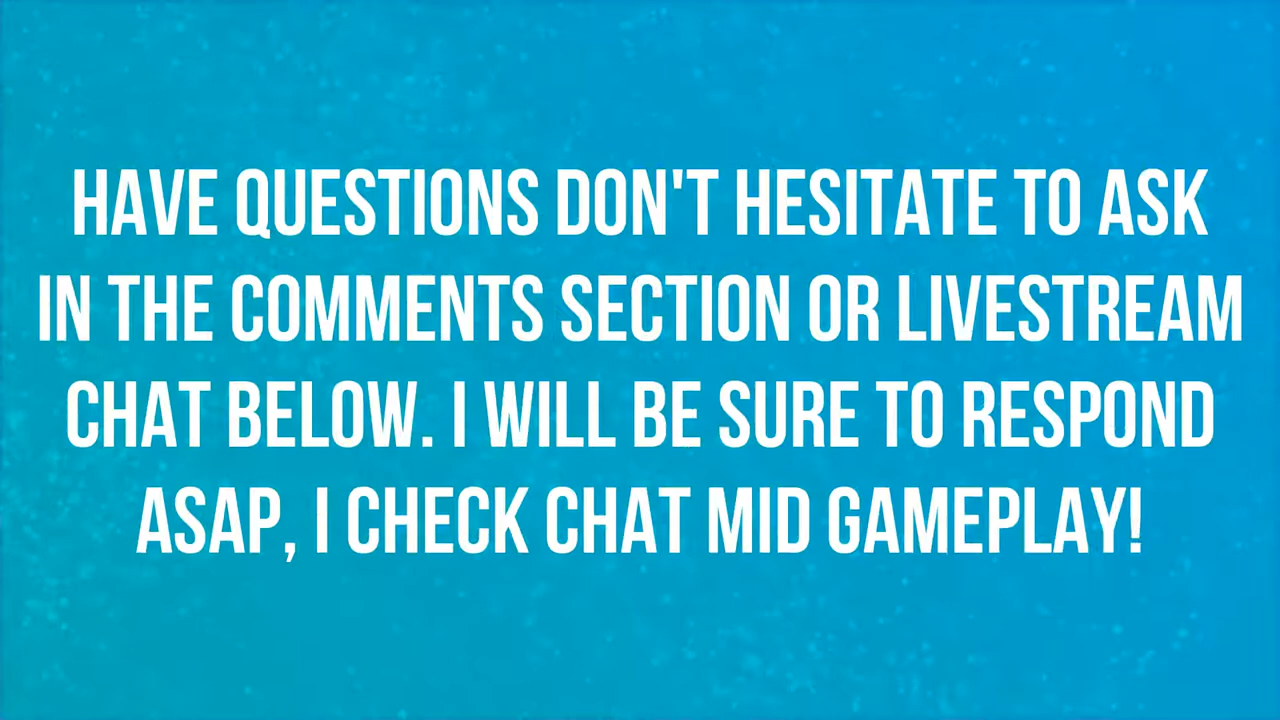 HAVE QUESTIONS DON'T HESITATE TO ASK
IN THE COMMENTS SECTION OR LIVESTREAM
CHAT BELOW. I WILL BE SURE TO RESPOND
ASAP, I CHECK CHAT MID GAMEPLAY!